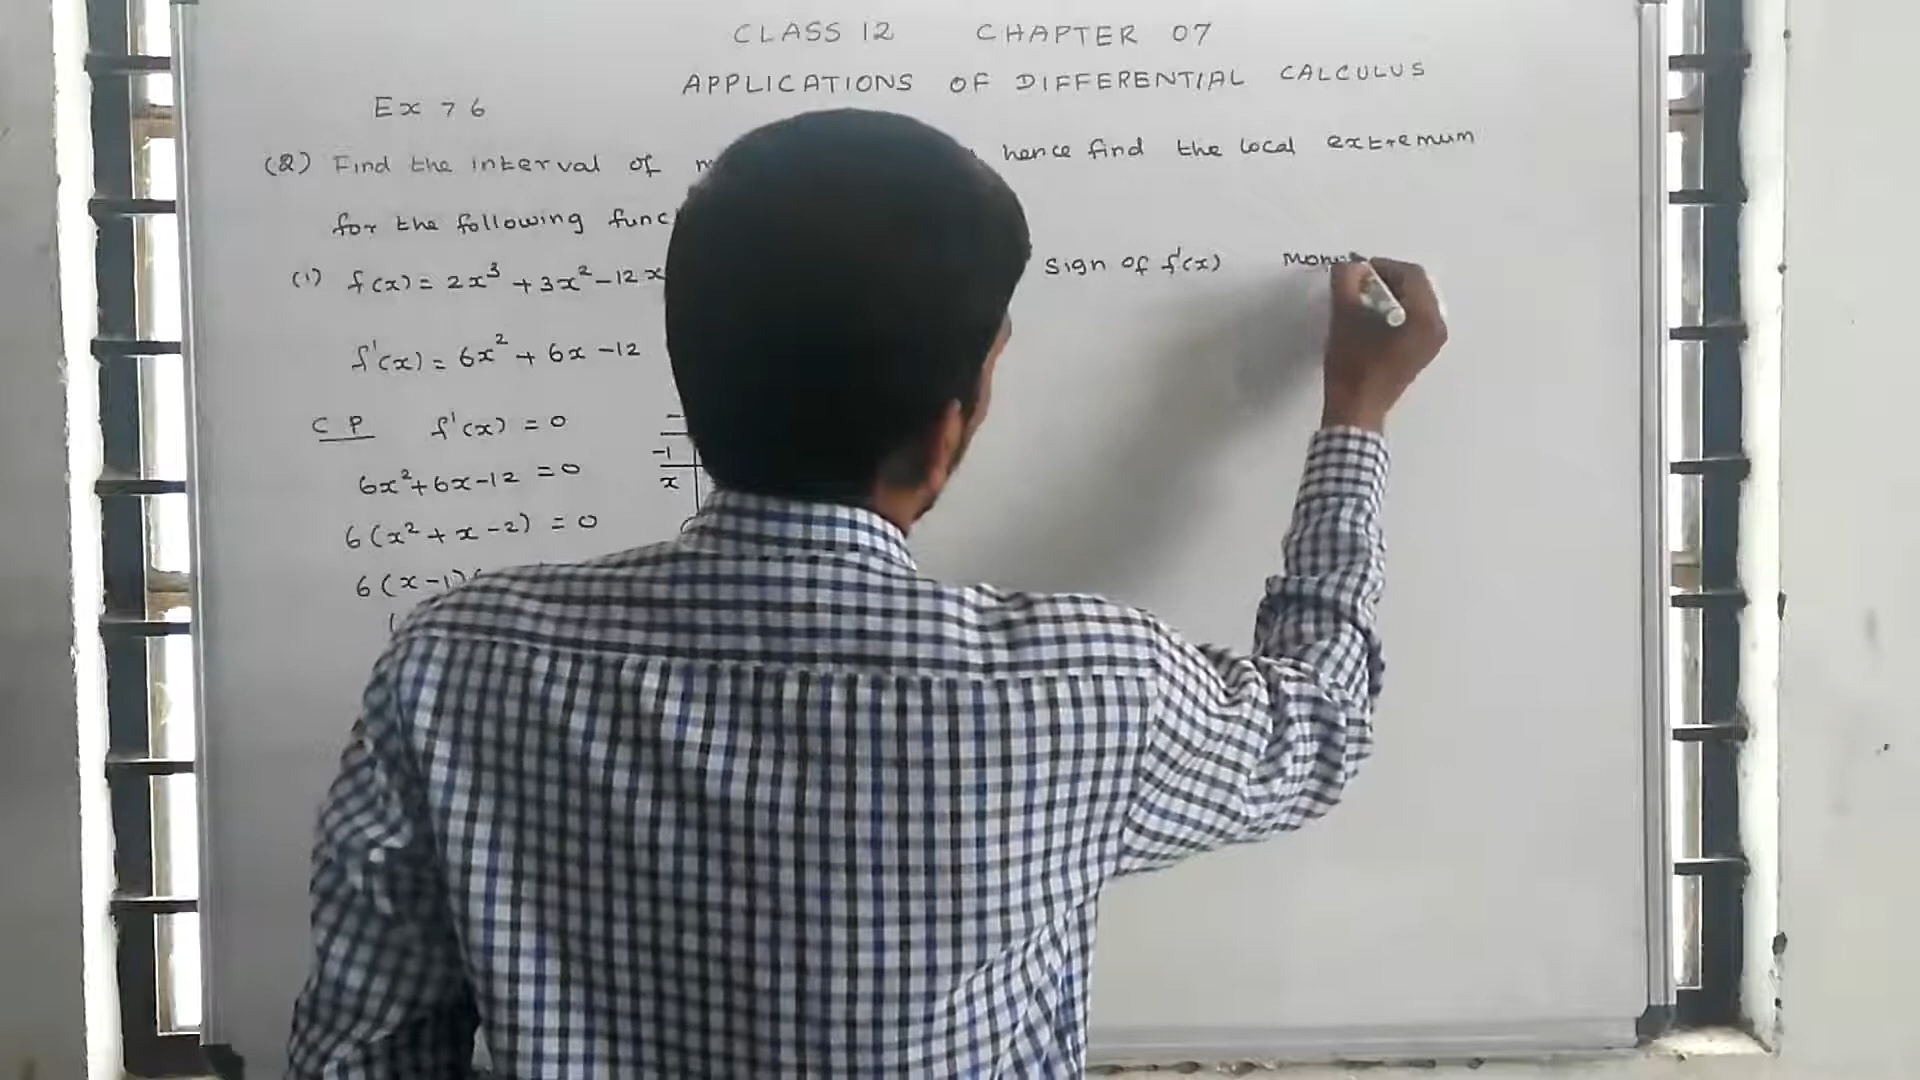 CLASS 12 CHAPTER 07
APPLICATIONS OF DIFFERENTIAL CALCULUS
Ex 7 6
(2) Find the interval of hence find the local extremum
for the following
(1) f(x) = 2x³ + 3x² - 12x
Sign of f'(x)
f'(x) = 6x² + 6x - 12
C P f'(x) = 0
6x² + 6x - 12 = 0
6(x² + x - 2) = 0
6(x - 1)
-1
x